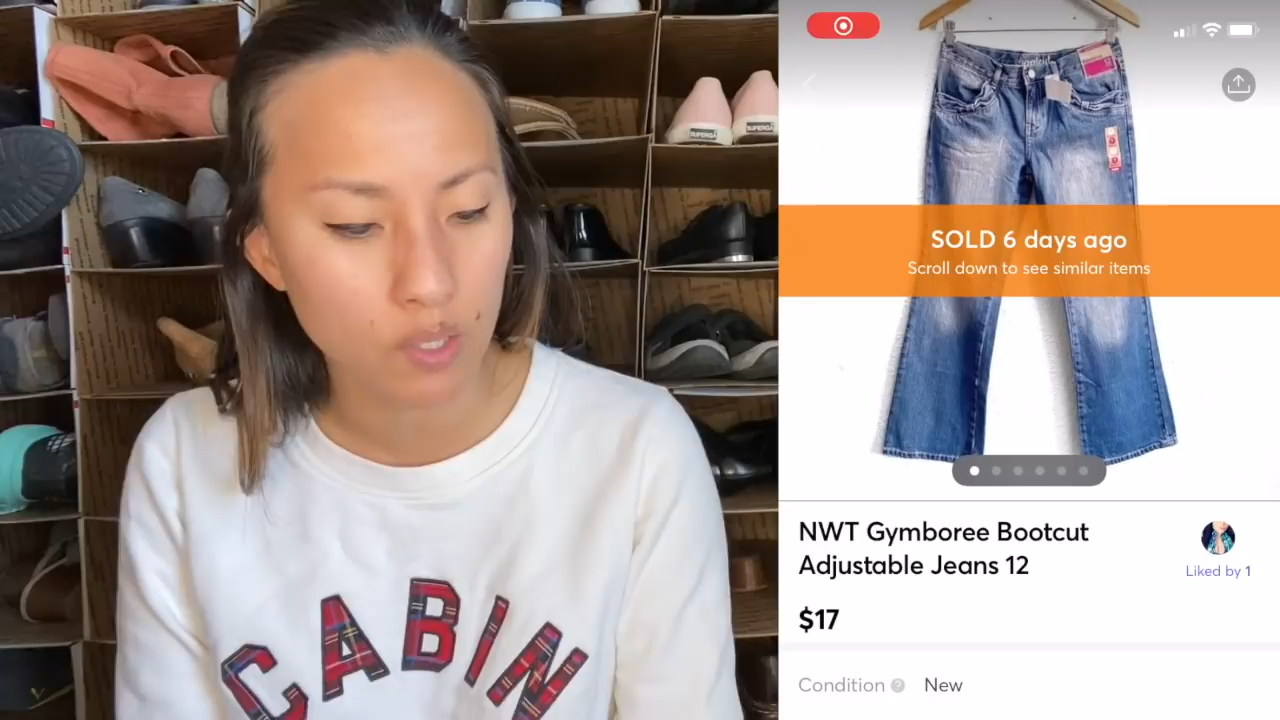 CABIN
SUPERGA
SUPERGA
SOLD 6 days ago
Scroll down to see similar items
NWT Gymboree Bootcut
Adjustable Jeans 12
Liked by 1
$17
Condition ? New